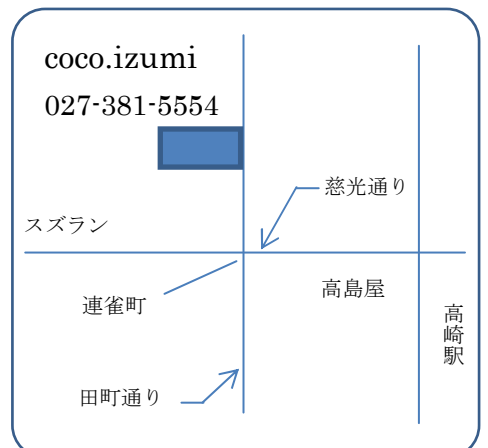 coco.izumi
027-381-5554
慈光通り
スズラン
高島屋
連雀町
高崎駅
田町通り